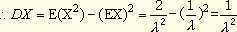 ∴ DX = E(X²)−(EX)² = 2/λ² −(1/λ)² = 1/λ²